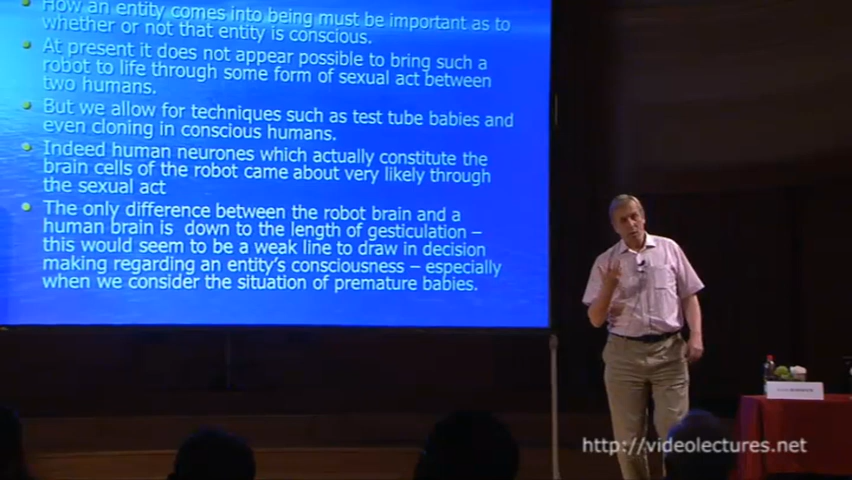 How an entity comes into being must be important as to
whether or not that entity is conscious.
At present it does not appear possible to bring such a
robot to life through some form of sexual act between
two humans.
But we allow for techniques such as test tube babies and
even cloning in conscious humans.
Indeed human neurones which actually constitute the
brain cells of the robot came about very likely through
the sexual act
The only difference between the robot brain and a
human brain is down to the length of gesticulation –
this would seem to be a weak line to draw in decision
making regarding an entity's consciousness – especially
when we consider the situation of premature babies.
http://videolectures.net